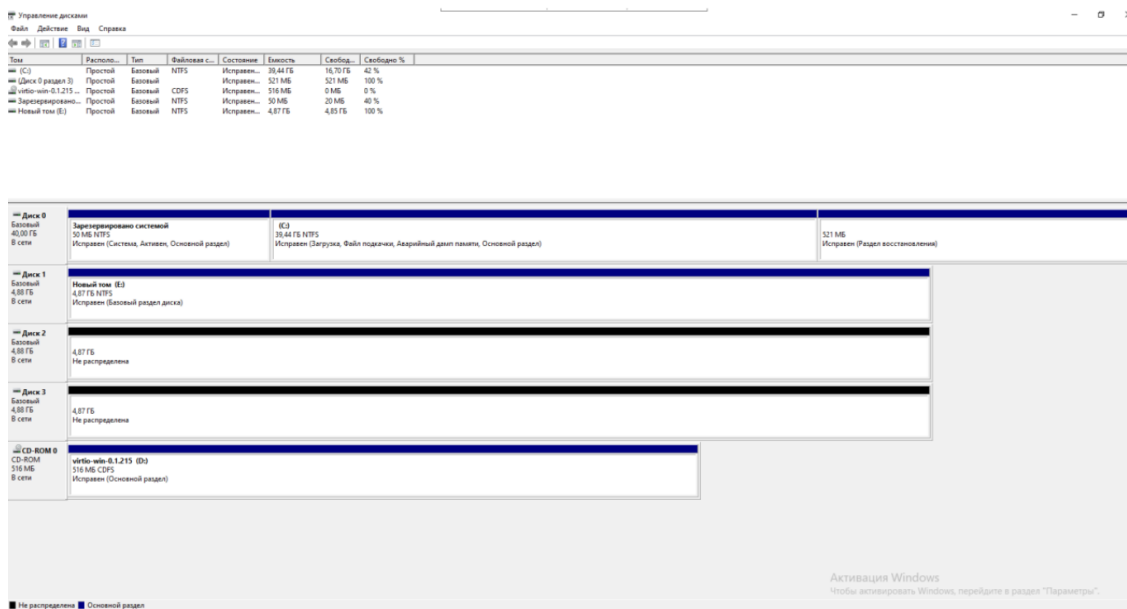 Управление дисками
Файл Действие Вид Справка
Том Располо... Тип Файловая с... Состояние Емкость Свобод... Свободно %
(C:) Простой Базовый NTFS Исправен... 39,44 ГБ 16,70 ГБ 42 %
(Диск 0 раздел 3) Простой Базовый Исправен... 521 МБ 521 МБ 100 %
virtio-win-0.1.215 ... Простой Базовый CDFS Исправен... 516 МБ 0 МБ 0 %
Зарезервировано... Простой Базовый NTFS Исправен... 50 МБ 20 МБ 40 %
Новый том (E:) Простой Базовый NTFS Исправен... 4,87 ГБ 4,85 ГБ 100 %
Диск 0
Базовый
40,00 ГБ
В сети
Зарезервировано системой
50 МБ NTFS
Исправен (Система, Активен, Основной раздел)
(C:)
39,44 ГБ NTFS
Исправен (Загрузка, Файл подкачки, Аварийный дамп памяти, Основной раздел)
521 МБ
Исправен (Раздел восстановления)
Диск 1
Базовый
4,88 ГБ
В сети
Новый том (E:)
4,87 ГБ NTFS
Исправен (Базовый раздел диска)
Диск 2
Базовый
4,88 ГБ
В сети
4,87 ГБ
Не распределена
Диск 3
Базовый
4,88 ГБ
В сети
4,87 ГБ
Не распределена
CD-ROM 0
CD-ROM
516 МБ
В сети
virtio-win-0.1.215 (D:)
516 МБ CDFS
Исправен (Основной раздел)
Активация Windows
Чтобы активировать Windows, перейдите в раздел "Параметры".
Не распределена Основной раздел